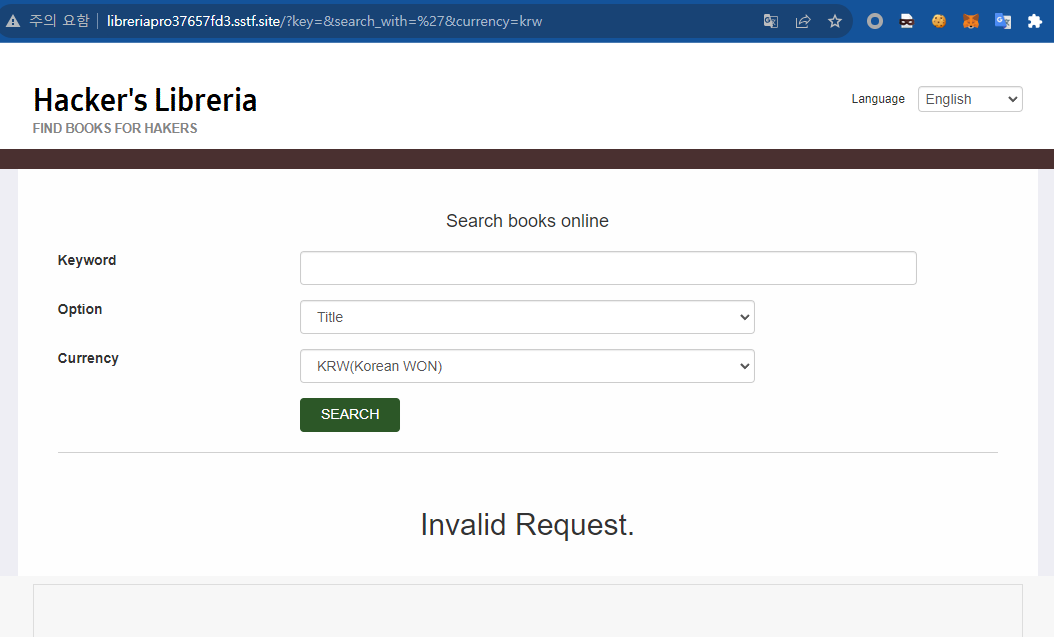 주의 요함 libreriapro37657fd3.sstf.site/?key=&search_with=%27&currency=krw
Hacker's Libreria
FIND BOOKS FOR HAKERS
Language English
Search books online
Keyword
Option Title
Currency KRW(Korean WON)
SEARCH
Invalid Request.